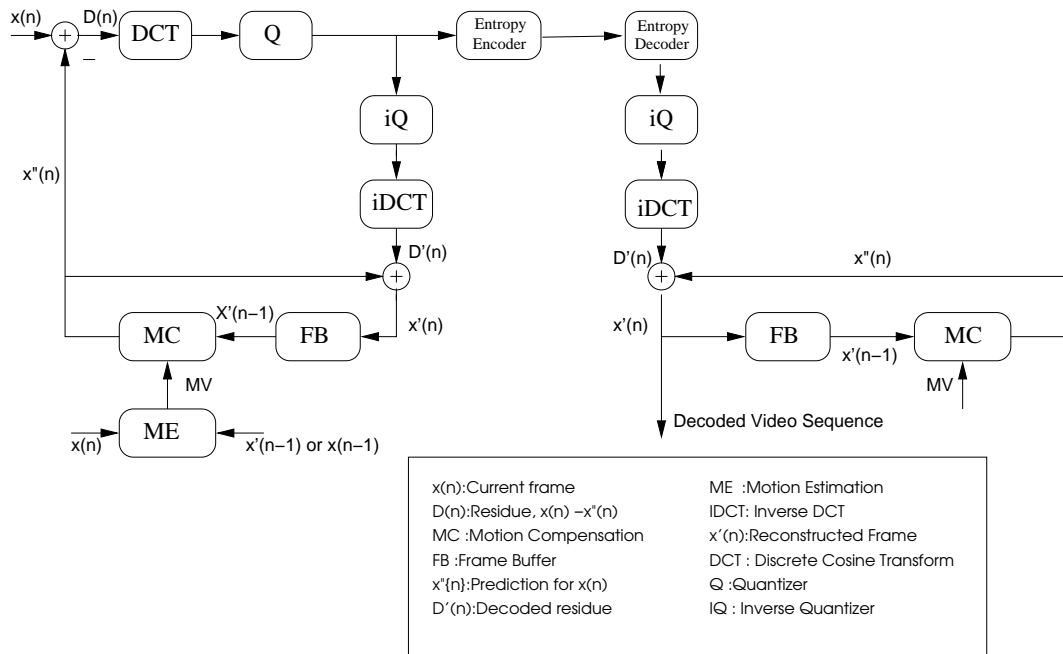 x(n)
D(n)
−
DCT
Q
Entropy
Encoder
Entropy
Decoder
iQ
iQ
x"(n)
iDCT
iDCT
D'(n)
D'(n)
+
+
+
x"(n)
X'(n−1)
x'(n)
x'(n)
MC
FB
FB
x'(n−1)
MC
MV
MV
x(n)
ME
x'(n−1) or x(n−1)
Decoded Video Sequence
x(n):Current frame
D(n):Residue, x(n) −x"(n)
MC :Motion Compensation
FB :Frame Buffer
x"{n}:Prediction for x(n)
D'(n):Decoded residue
ME :Motion Estimation
IDCT: Inverse DCT
x'(n):Reconstructed Frame
DCT : Discrete Cosine Transform
Q :Quantizer
IQ : Inverse Quantizer